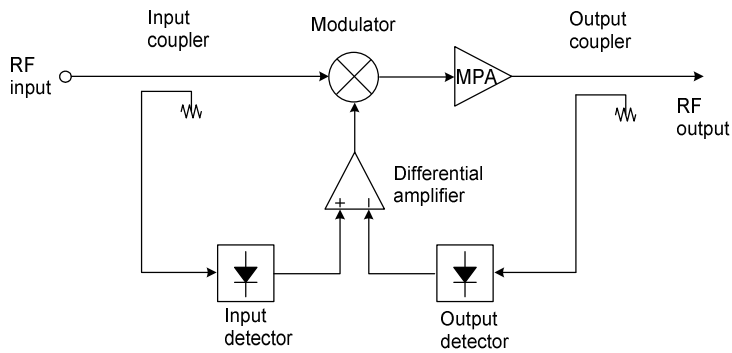 Input
coupler
Modulator
Output
coupler
RF
input
MPA
RF
output
Differential
amplifier
+
−
Input
detector
Output
detector